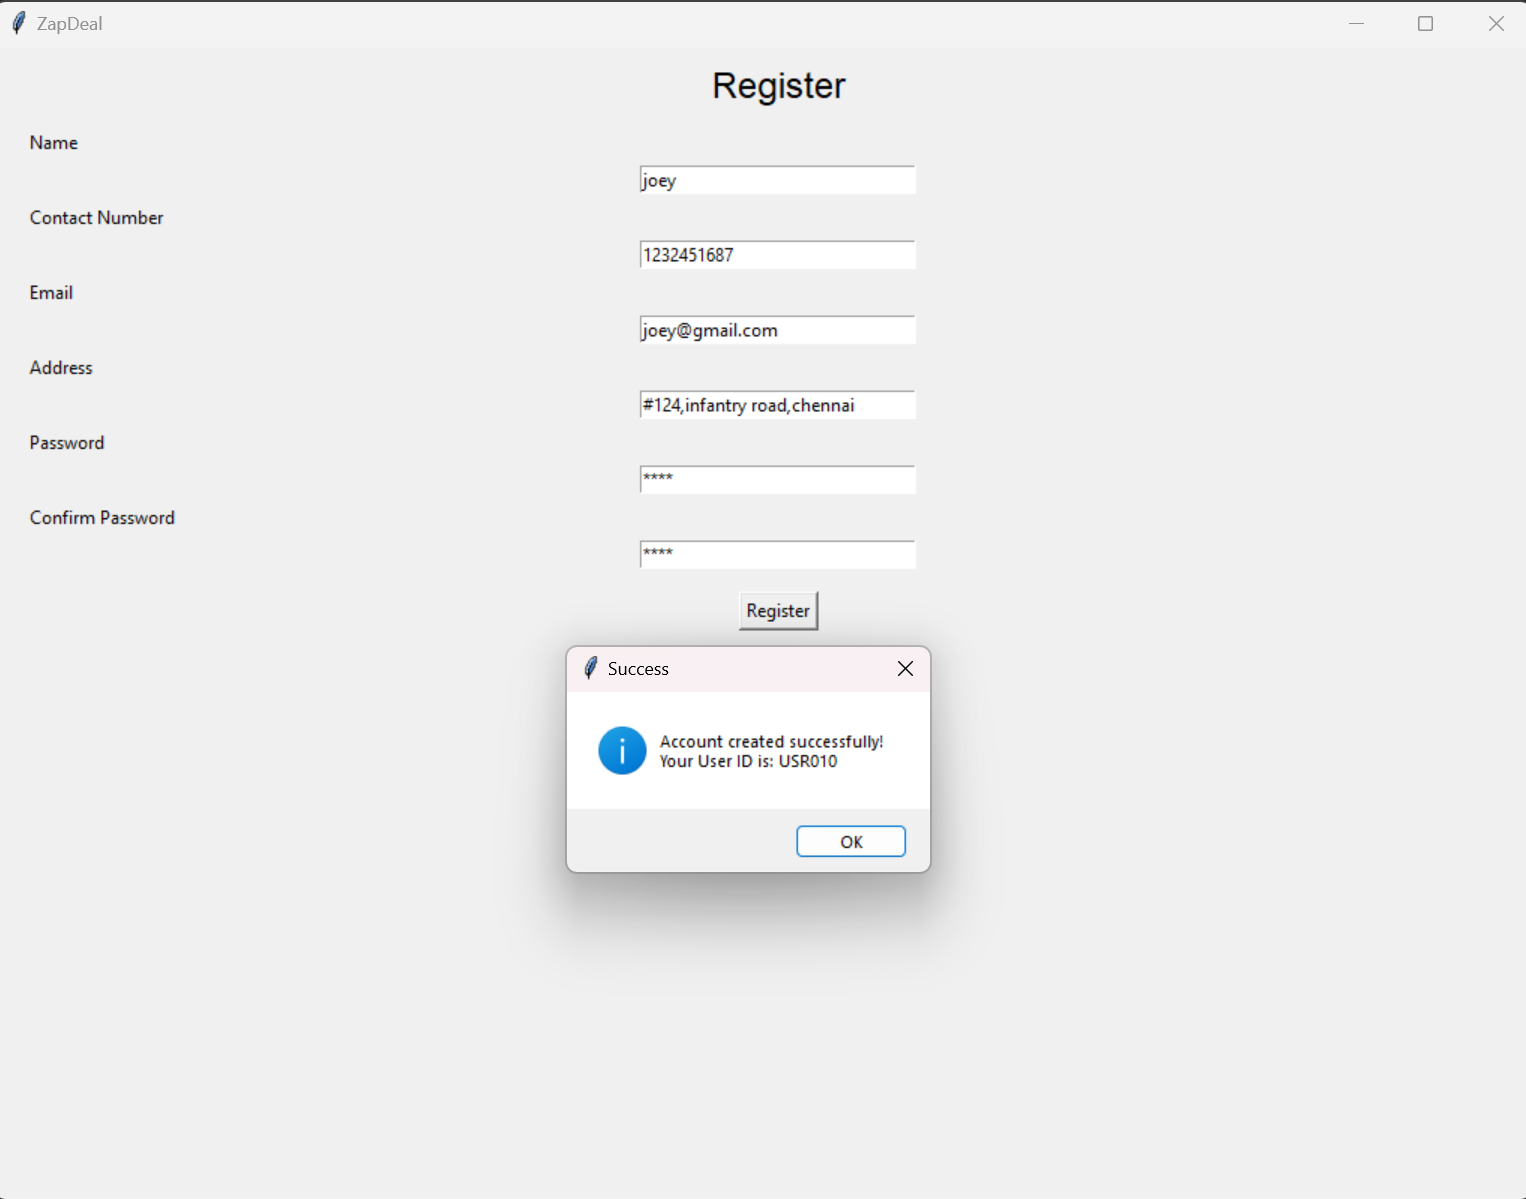 ZapDeal
Register
Name
joey
Contact Number
1232451687
Email
joey@gmail.com
Address
#124,infantry road,chennai
Password
****
Confirm Password
****
Register
Success
Account created successfully!
Your User ID is: USR010
OK